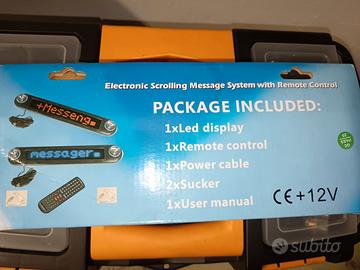 Electronic Scrolling Message System with Remote Control
PACKAGE INCLUDED:
+Messeng
1xLed display
1xRemote control
messager
1xPower cable
2xSucker
1xUser manual
CE+12V
subito